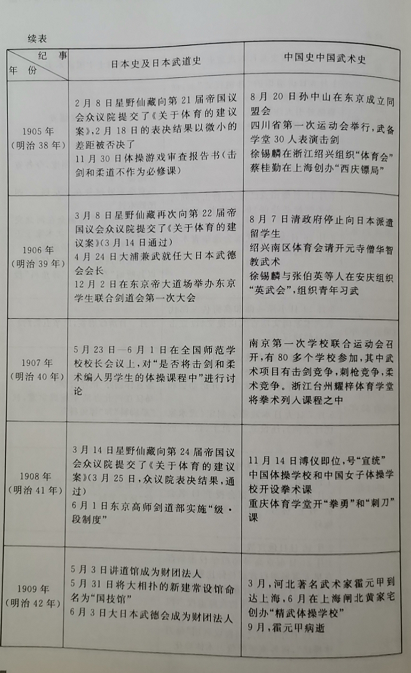 续表
纪 事
年 份
日本史及日本武道史
中国史中国武术史
1905年
(明治38年)
2月8日星野仙藏向第21届帝国议
会众议院提交了《关于体育的建议
案》,2月18日的表决结果以微小的
差距被否决了
11月30日体操游戏审查报告书(击
剑和柔道不作为必修课)
8月20日孙中山在东京成立同
盟会
四川省第一次运动会举行,武备
学堂30人表演击剑
徐锡麟在浙江绍兴组织“体育会”
蔡桂勤在上海创办“西庆镖局”
1906年
(明治39年)
3月8日星野仙藏再次向第22届帝
国议会众议院提交了《关于体育的
建议案》(3月14日通过)
4月24日大浦兼武就任大日本武德
会会长
12月2日在东京帝大道场举办东京
学生联合剑道会第一次大会
8月7日清政府停止向日本派遣
留学生
绍兴南区体育会请开元寺僧华智
教武术
徐锡麟与张伯英等人在安庆组织
“英武会”,组织青年习武
1907年
(明治40年)
5月23日—6月1日在全国师范学
校校长会议上,对“是否将击剑和柔
术编入男学生的体操课程中”进行讨
论
南京第一次学校联合运动会召
开,有80多个学校参加,其中武
术项目有击剑竞争,刺枪竞争,柔
术竞争。浙江台州耀梓体育学堂
将拳术列入课程之中
1908年
(明治41年)
3月14日星野仙藏向第24届帝国
议会众议院提交了《关于体育的建议
案》(3月25日,众议院表决结果,通
过)
6月1日东京高师剑道部实施“级·
段制度”
11月14日溥仪即位,号“宣统”
中国体操学校和中国女子体操学
校开设拳术课
重庆体育学堂开“拳勇”和“剃刀”
课
1909年
(明治42年)
5月3日讲道馆成为财团法人
5月31日将大相扑的新建常设馆命
名为“国技馆”
6月3日大日本武德会成为财团法人
3月,河北著名武术家霍元甲到
达上海,6月在上海闸北黄家宅
创办“精武体操学校”
9月,霍元甲病逝